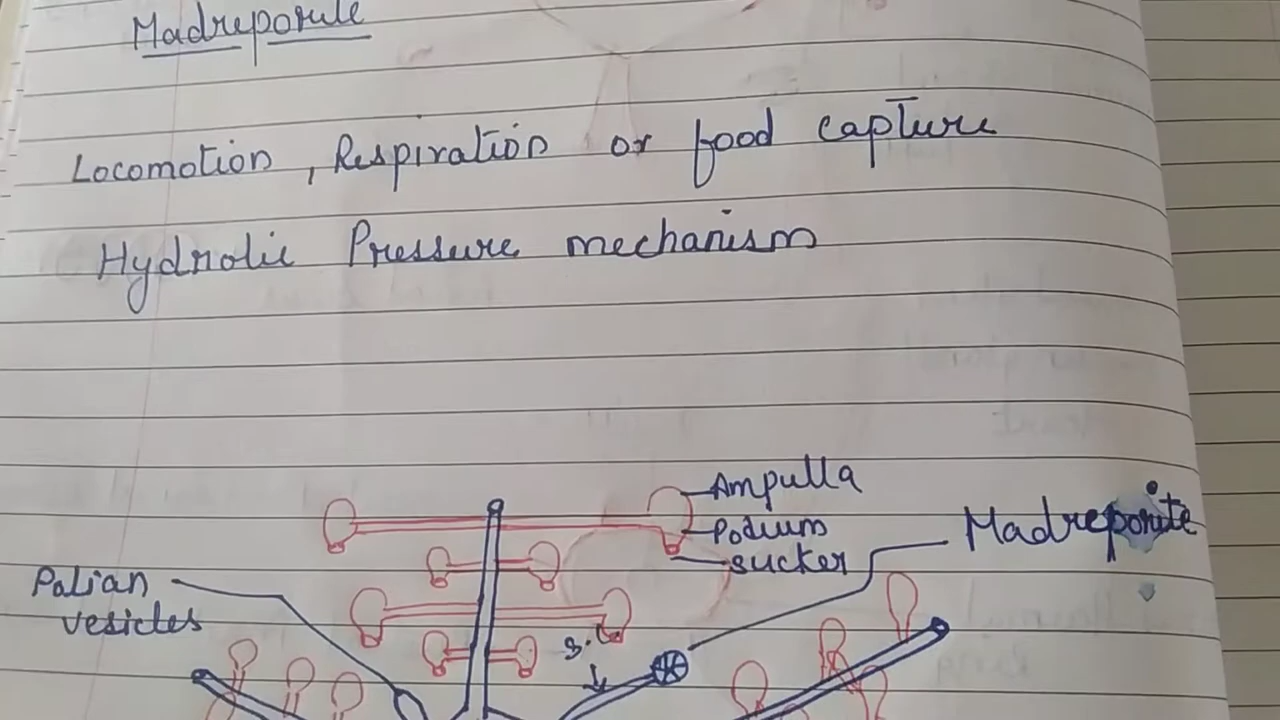 Madreporite
Locomotion, Respiration or food capture
Hydrolic Pressure mechanism
Ampulla
Podium
sucker
Madreporite
Polian
vesicles
s.c